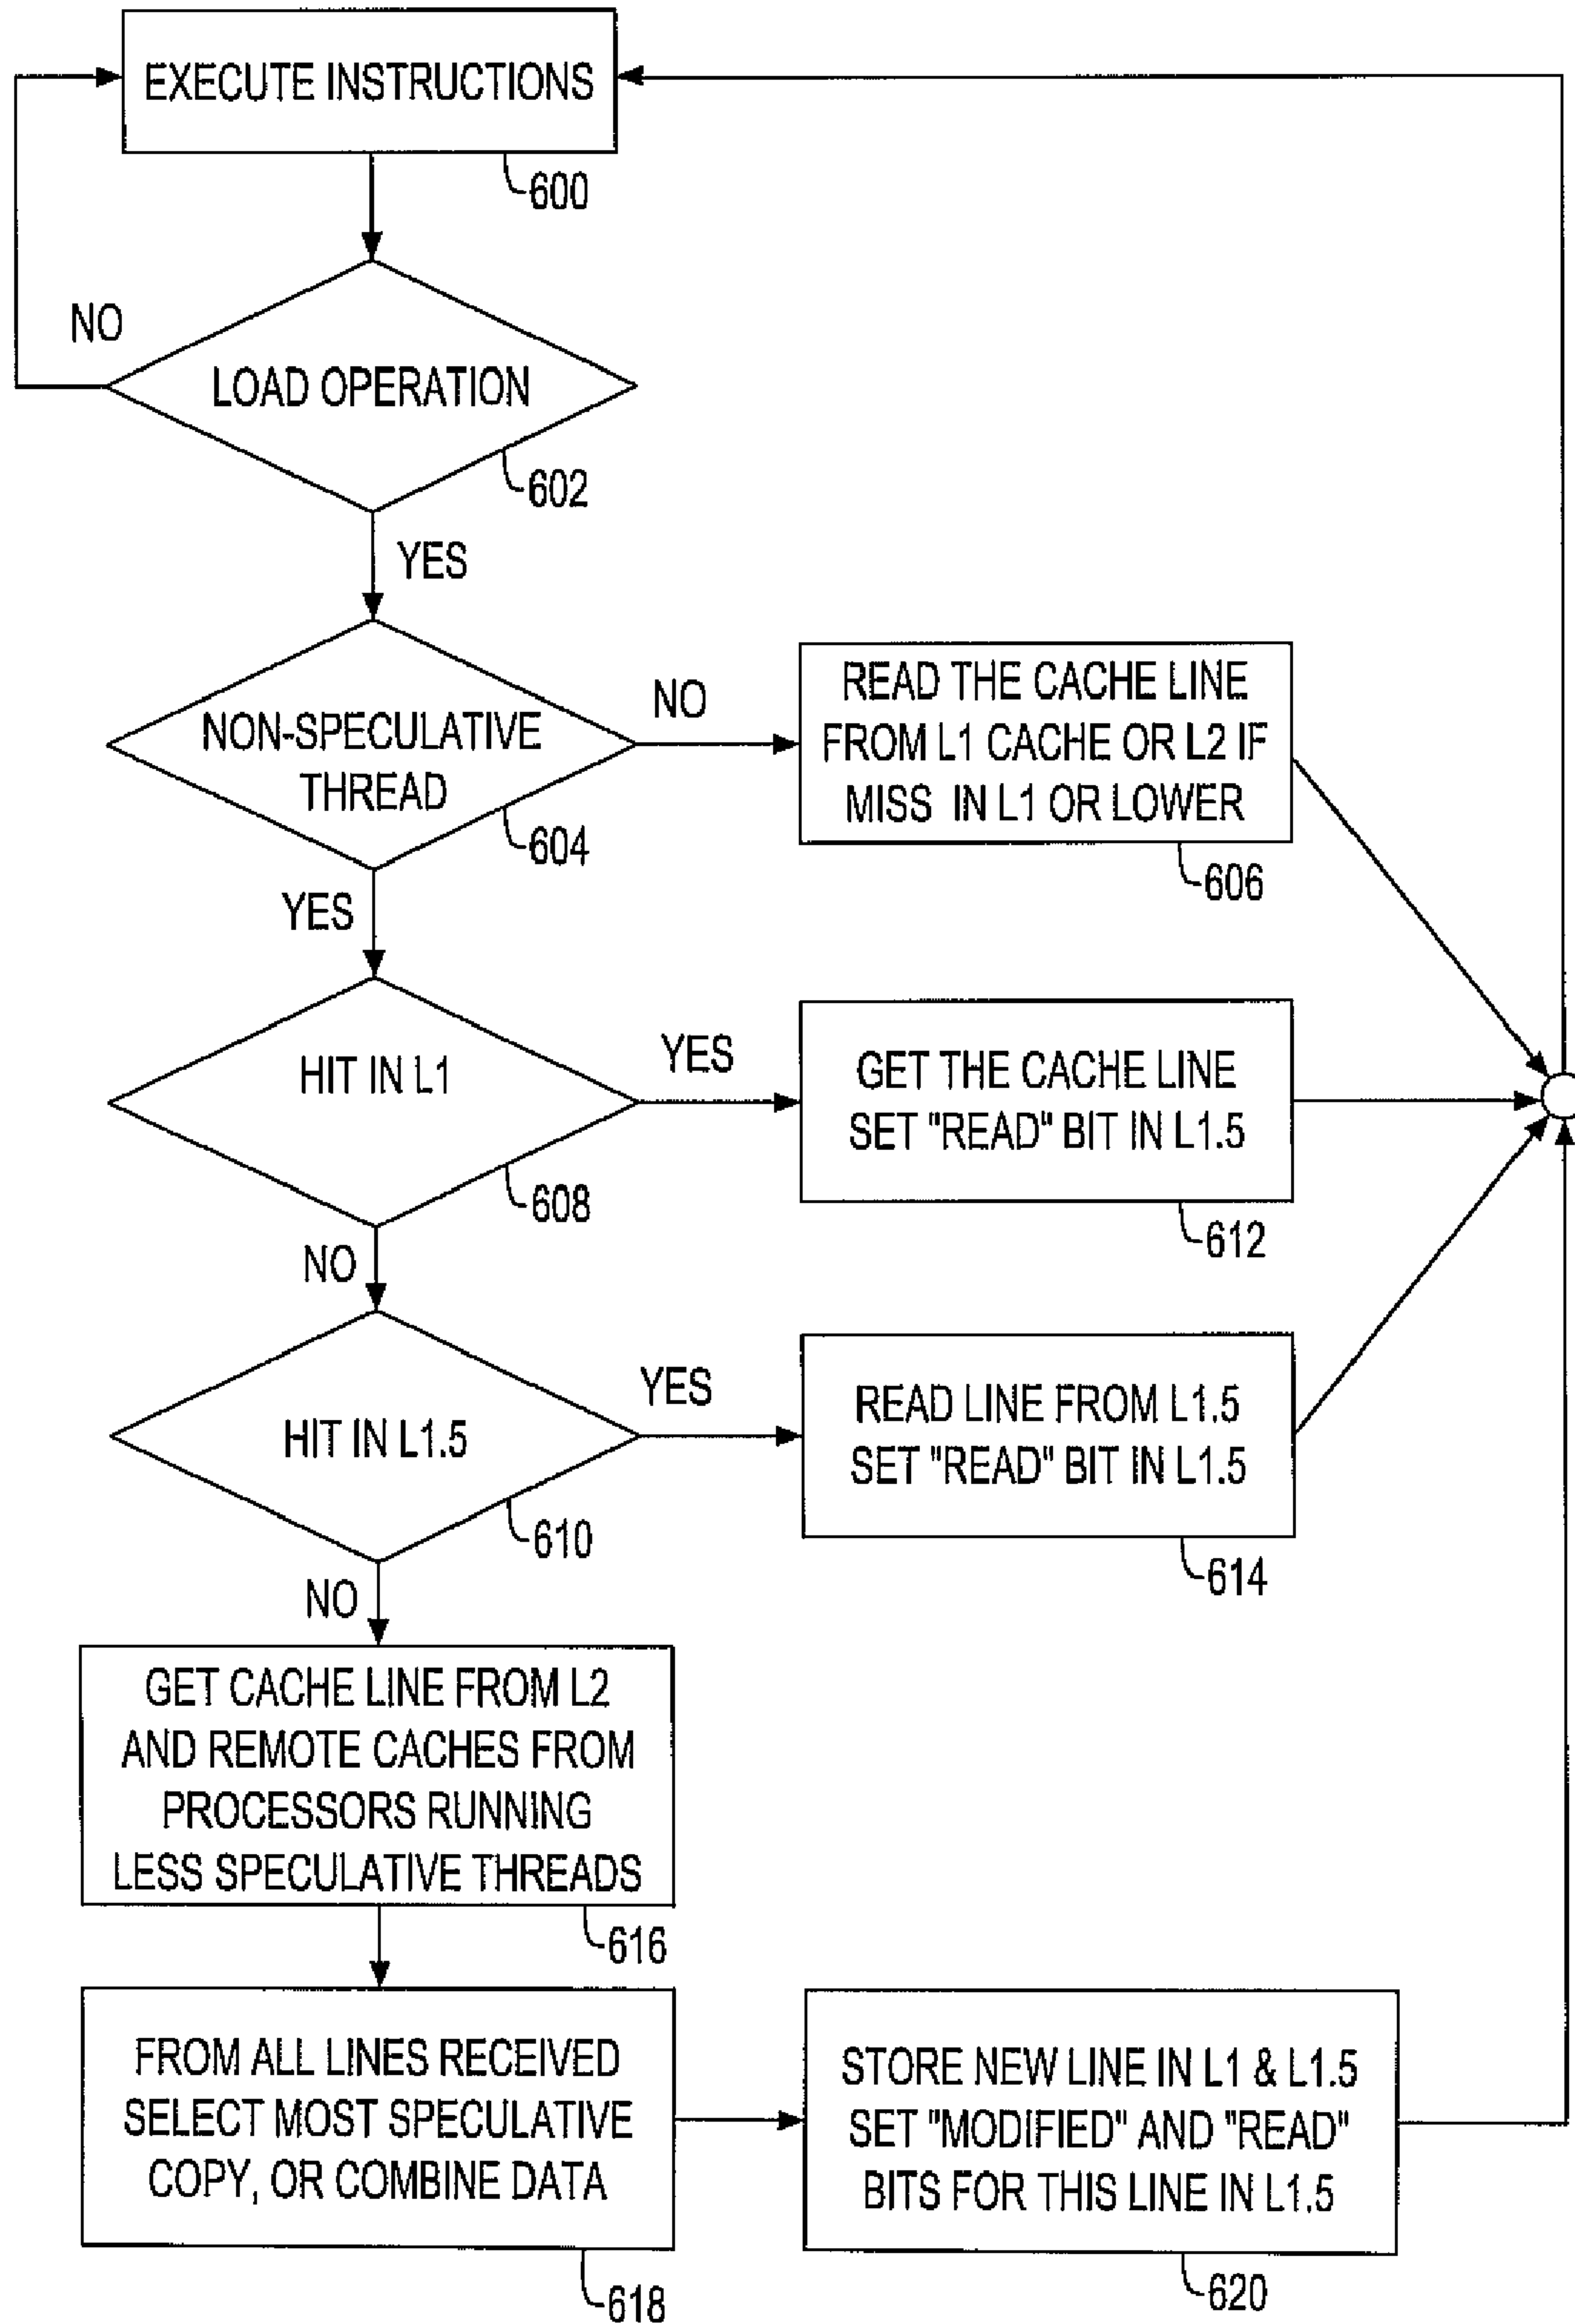 EXECUTE INSTRUCTIONS
600
NO
LOAD OPERATION
602
YES
NON-SPECULATIVE
THREAD
604
NO
READ THE CACHE LINE
FROM L1 CACHE OR L2 IF
MISS IN L1 OR LOWER
606
YES
HIT IN L1
608
YES
GET THE CACHE LINE
SET "READ" BIT IN L1.5
612
NO
HIT IN L1.5
610
YES
READ LINE FROM L1.5
SET "READ" BIT IN L1.5
614
NO
GET CACHE LINE FROM L2
AND REMOTE CACHES FROM
PROCESSORS RUNNING
LESS SPECULATIVE THREADS
616
FROM ALL LINES RECEIVED
SELECT MOST SPECULATIVE
COPY, OR COMBINE DATA
618
STORE NEW LINE IN L1 & L1.5
SET "MODIFIED" AND "READ"
BITS FOR THIS LINE IN L1.5
620